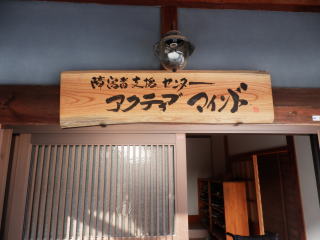 障害者支援センター
アクティブ マインド